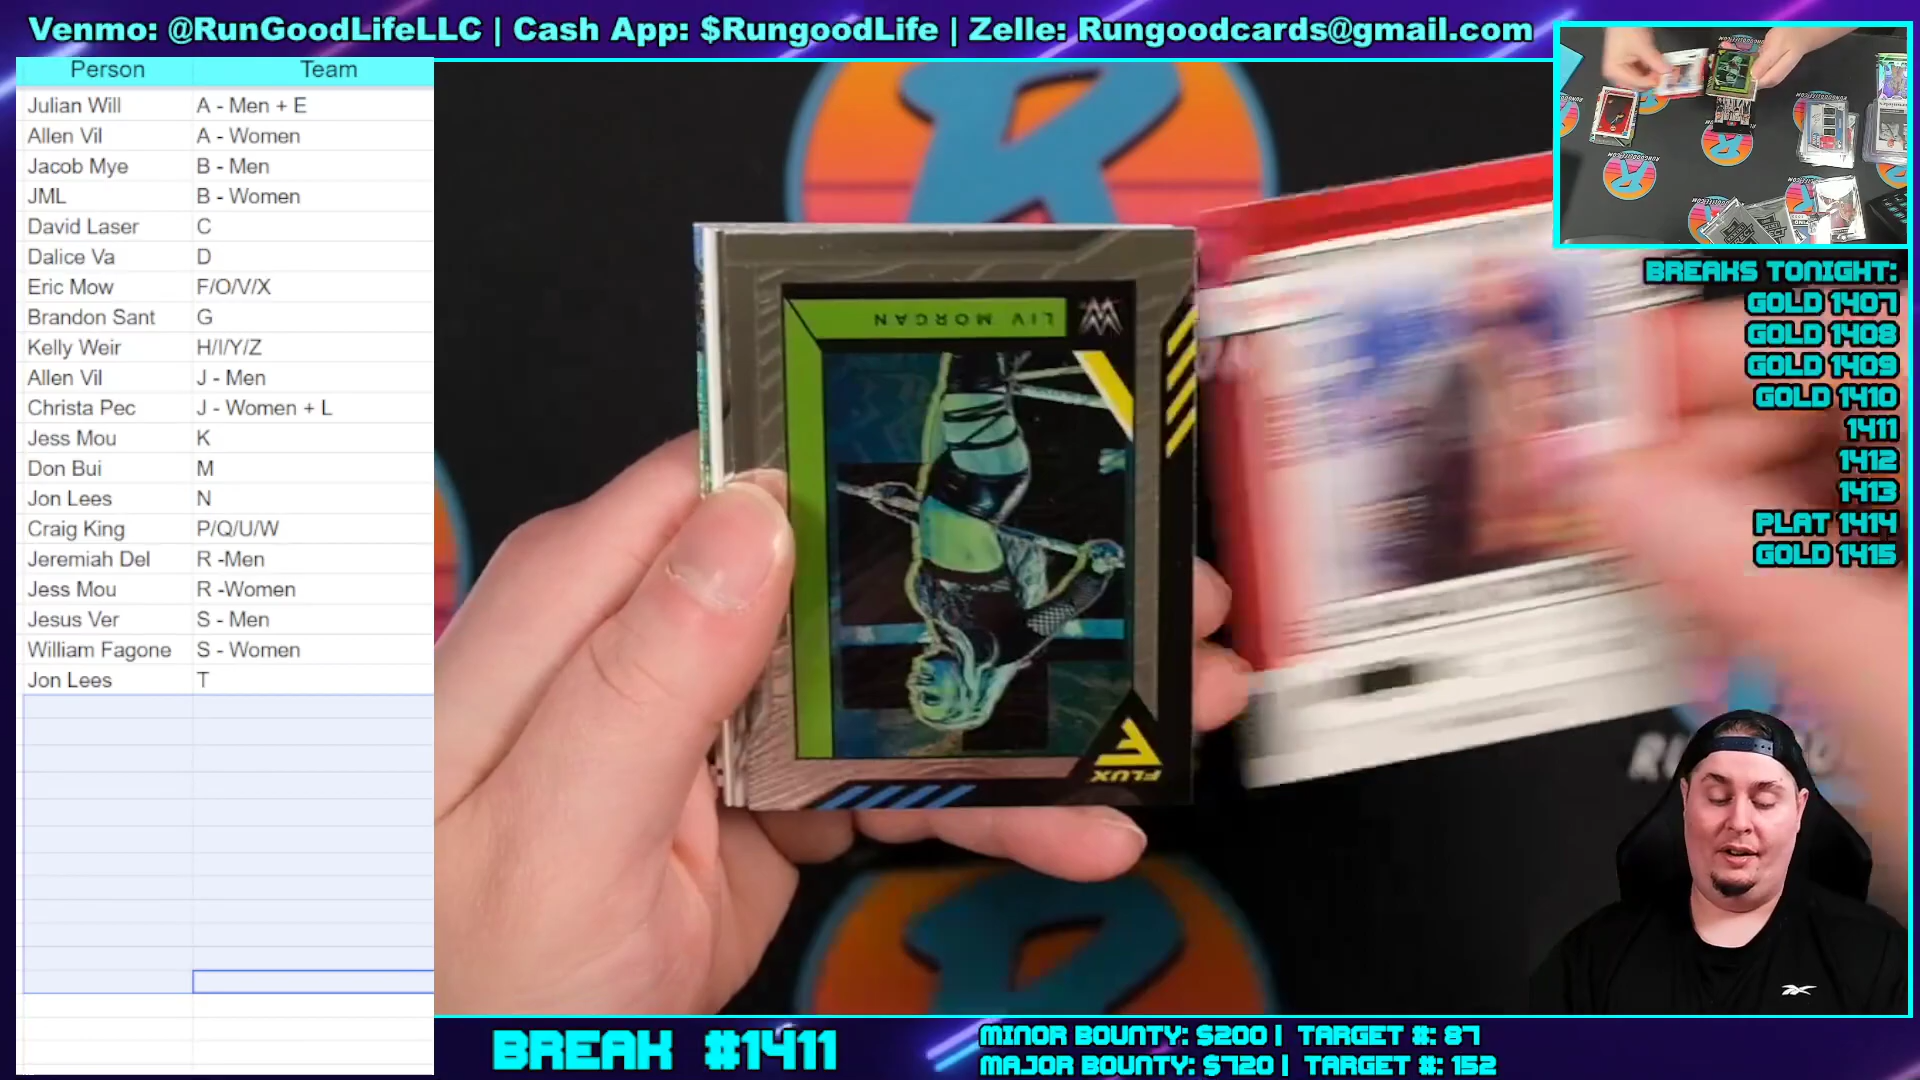 Venmo: @RunGoodLifeLLC | Cash App: $RungoodLife | Zelle: Rungoodcards@gmail.com
Person Team
Julian Will A - Men + E
Allen Vil A - Women
Jacob Mye B - Men
JML B - Women
David Laser C
Dalice Va D
Eric Mow F/O/V/X
Brandon Sant G
Kelly Weir H/I/Y/Z
Allen Vil J - Men
Christa Pec J - Women + L
Jess Mou K
Don Bui M
Jon Lees N
Craig King P/Q/U/W
Jeremiah Del R -Men
Jess Mou R -Women
Jesus Ver S - Men
William Fagone S - Women
Jon Lees T
LIV MORGAN
FLUX
BREAKS TONIGHT:
GOLD 1407
GOLD 1408
GOLD 1409
GOLD 1410
1411
1412
1413
PLAT 1414
GOLD 1415
BREAK #1411
MINOR BOUNTY: $200 | TARGET #: 87
MAJOR BOUNTY: $720 | TARGET #: 152